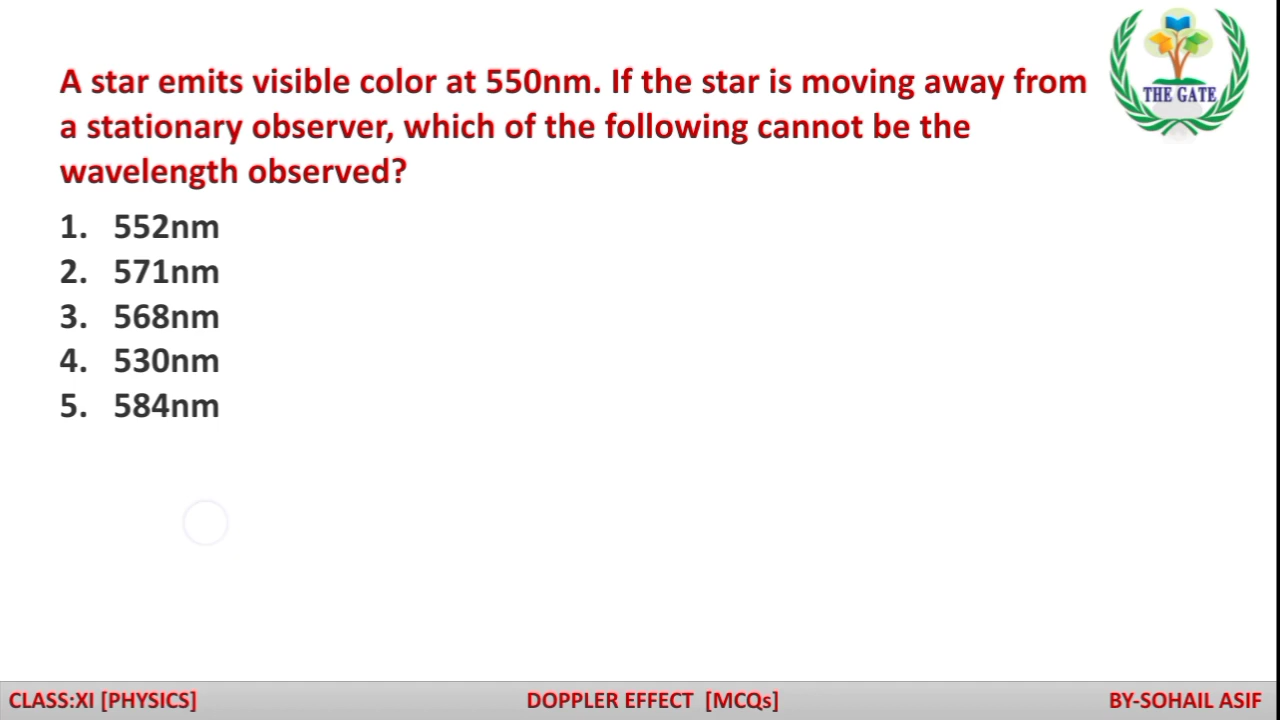 THE GATE
A star emits visible color at 550nm. If the star is moving away from
a stationary observer, which of the following cannot be the
wavelength observed?
1. 552nm
2. 571nm
3. 568nm
4. 530nm
5. 584nm
CLASS:XI [PHYSICS] DOPPLER EFFECT [MCQs] BY-SOHAIL ASIF